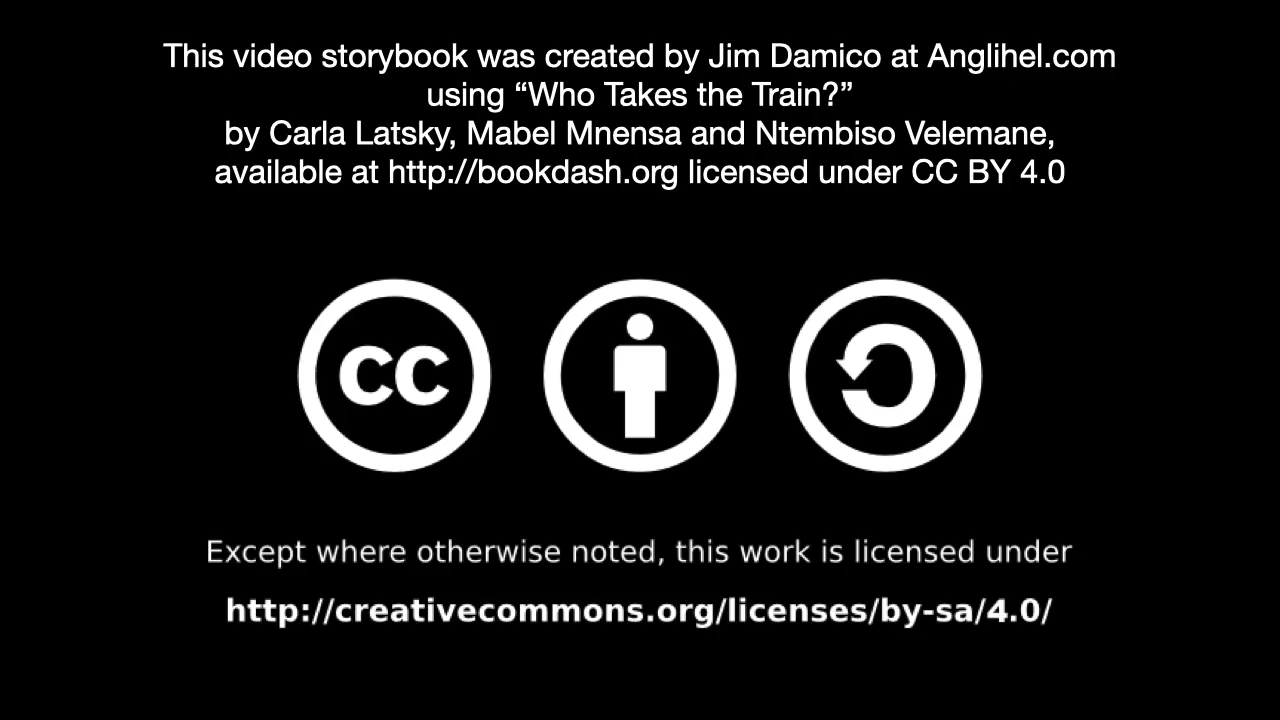 This video storybook was created by Jim Damico at Anglihel.com
using “Who Takes the Train?”
by Carla Latsky, Mabel Mnensa and Ntembiso Velemane,
available at http://bookdash.org licensed under CC BY 4.0
cc
Except where otherwise noted, this work is licensed under
http://creativecommons.org/licenses/by-sa/4.0/